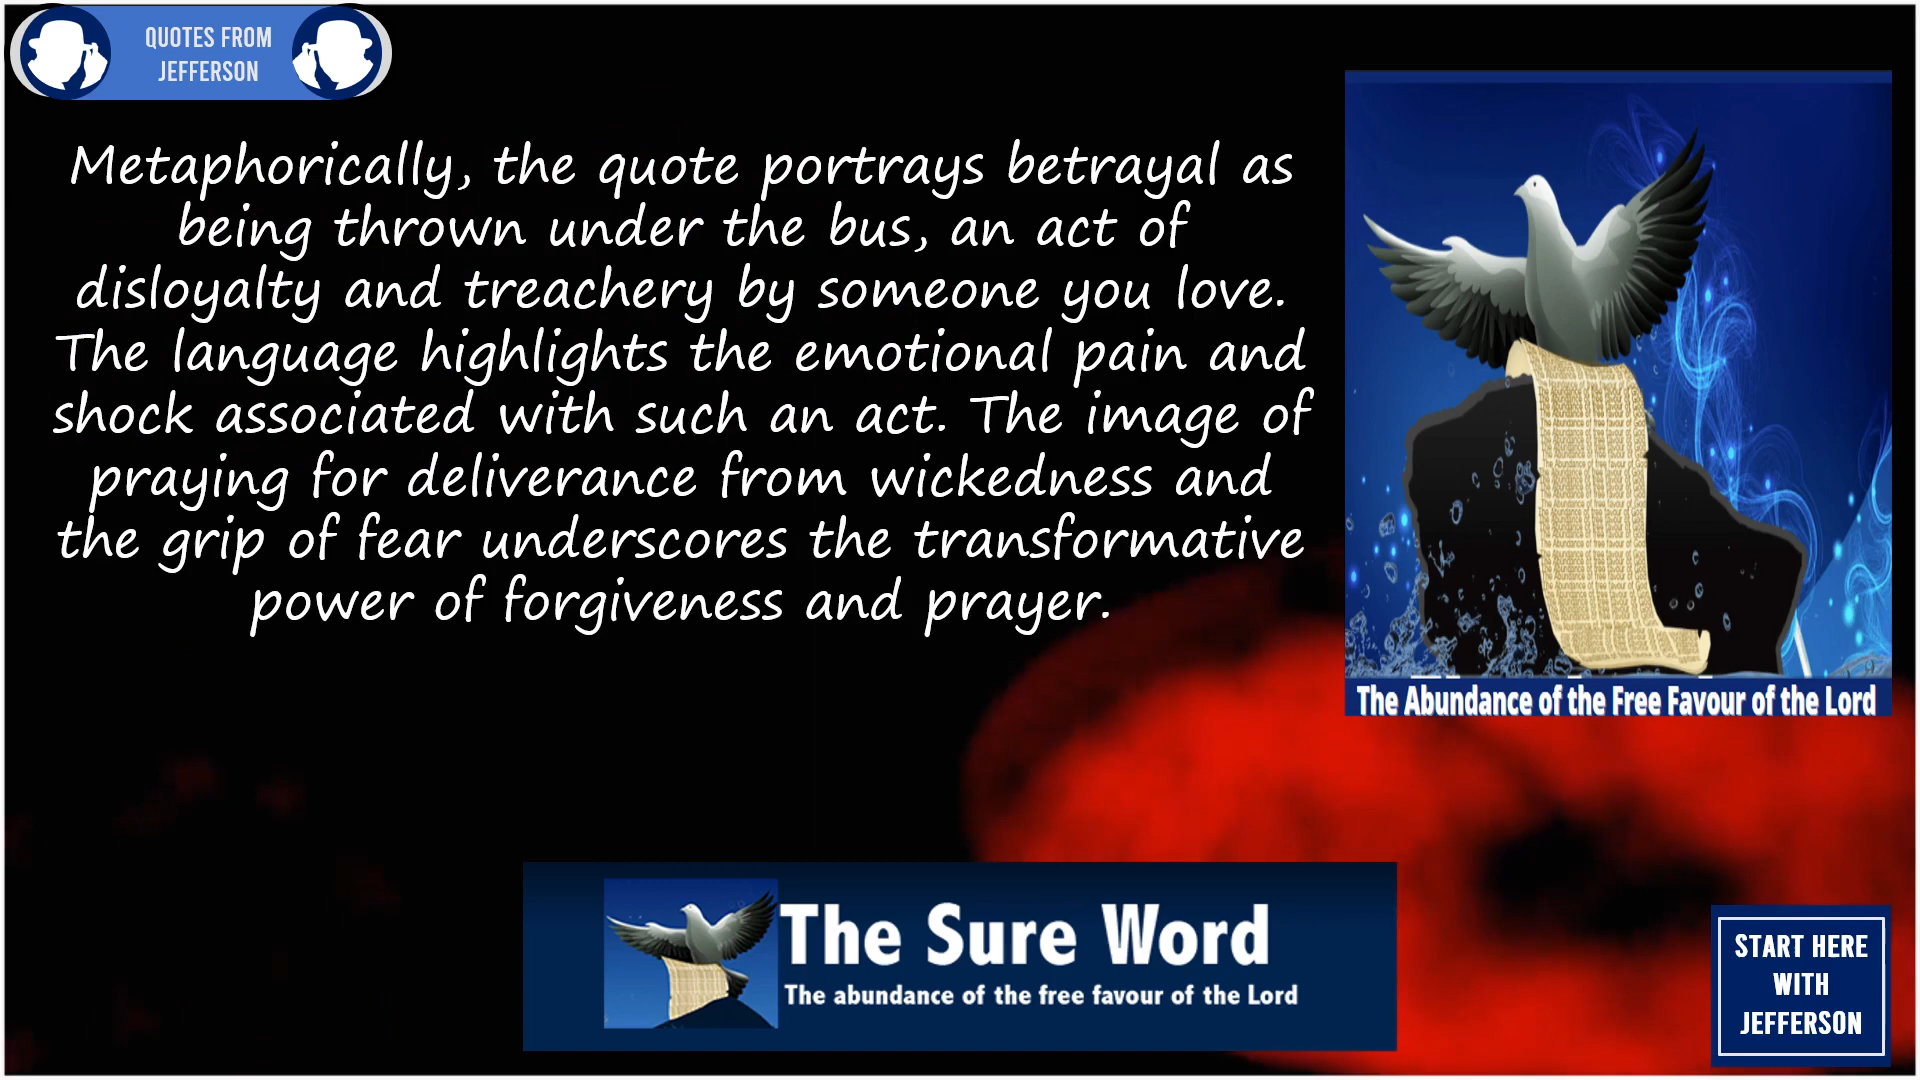 QUOTES FROM
JEFFERSON
Metaphorically, the quote portrays betrayal as
being thrown under the bus, an act of
disloyalty and treachery by someone you love.
The language highlights the emotional pain and
shock associated with such an act. The image of
praying for deliverance from wickedness and
the grip of fear underscores the transformative
power of forgiveness and prayer.
The Abundance of the Free Favour of the Lord
The Sure Word
The abundance of the free favour of the Lord
START HERE
WITH
JEFFERSON